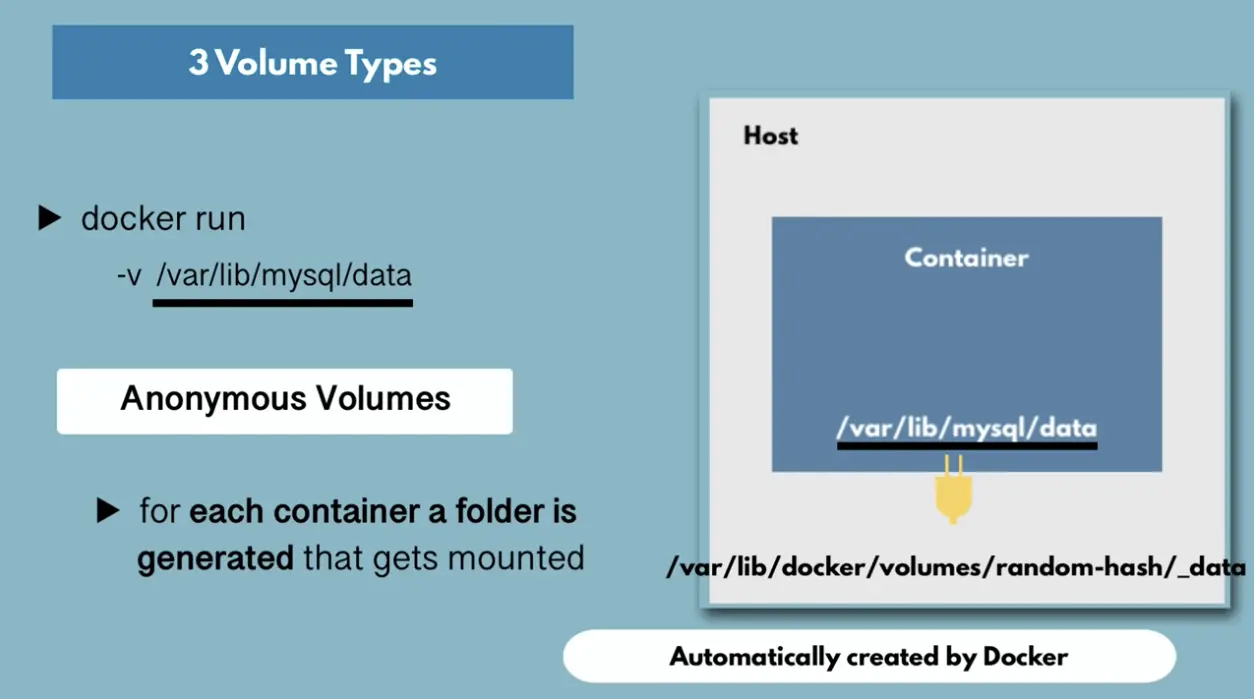 3 Volume Types
docker run
-v /var/lib/mysql/data
Anonymous Volumes
for each container a folder is
generated that gets mounted
Host
Container
/var/lib/mysql/data
/var/lib/docker/volumes/random-hash/_data
Automatically created by Docker